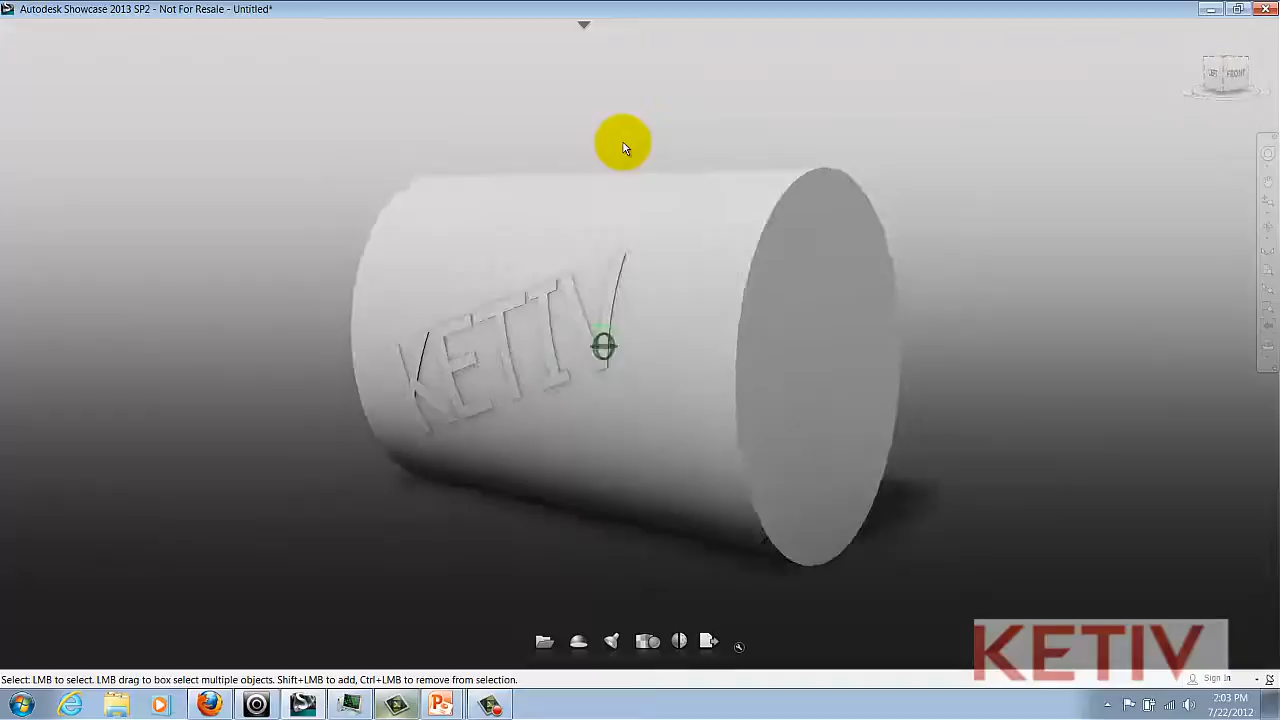 Autodesk Showcase 2013 SP2 - Not For Resale - Untitled*
FRONT
KETIV
KETIV
Sign In
Select: LMB to select. LMB drag to box select multiple objects. Shift+LMB to add, Ctrl+LMB to remove from selection.
2:03 PM
7/22/2012